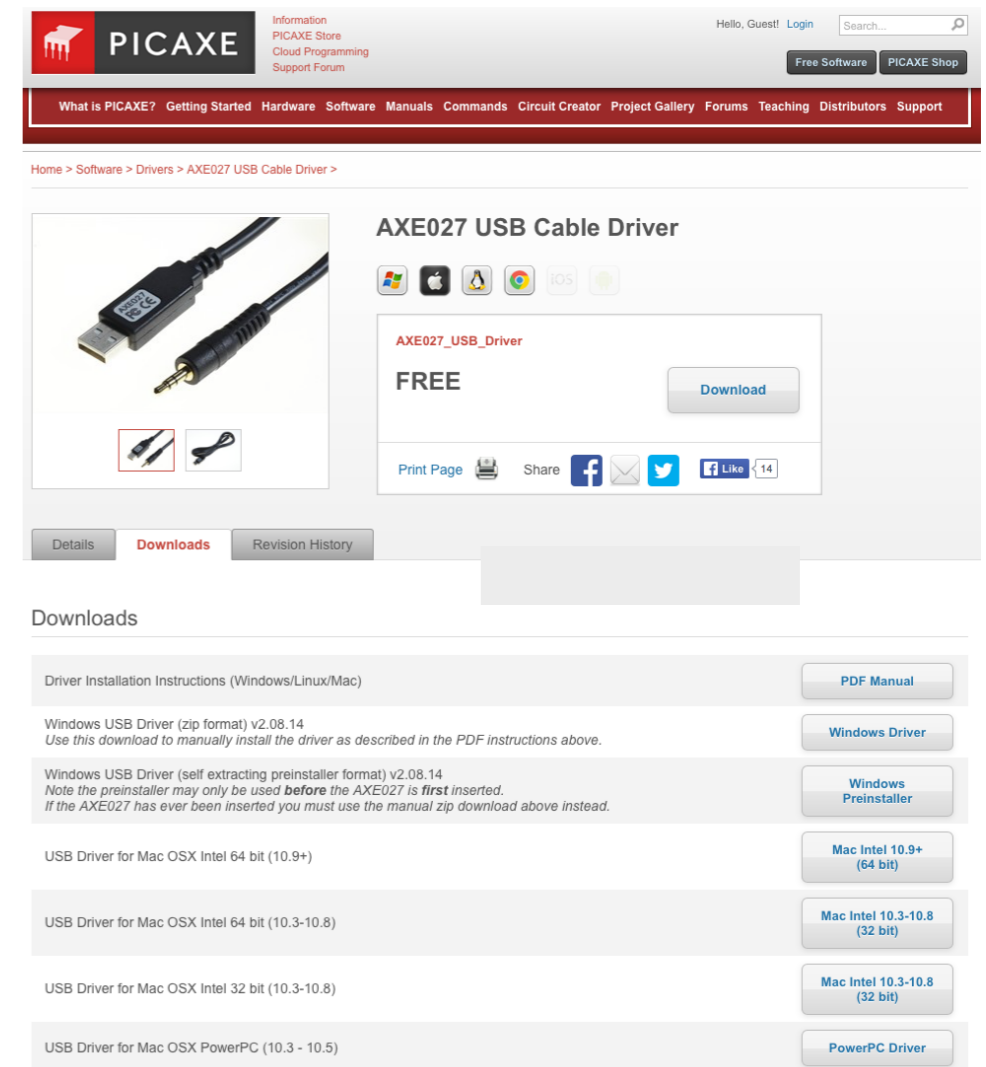 PICAXE
Information
PICAXE Store
Cloud Programming
Support Forum
Hello, Guest! Login
Search...
Free Software
PICAXE Shop
What is PICAXE? Getting Started Hardware Software Manuals Commands Circuit Creator Project Gallery Forums Teaching Distributors Support
Home > Software > Drivers > AXE027 USB Cable Driver >
AXE027
CE
AXE027 USB Cable Driver
iOS
AXE027_USB_Driver
FREE
Download
Print Page
Share
Like
14
Details
Downloads
Revision History
Downloads
Driver Installation Instructions (Windows/Linux/Mac)
PDF Manual
Windows USB Driver (zip format) v2.08.14
Use this download to manually install the driver as described in the PDF instructions above.
Windows Driver
Windows USB Driver (self extracting preinstaller format) v2.08.14
Note the preinstaller may only be used before the AXE027 is first inserted.
If the AXE027 has ever been inserted you must use the manual zip download above instead.
Windows
Preinstaller
USB Driver for Mac OSX Intel 64 bit (10.9+)
Mac Intel 10.9+
(64 bit)
USB Driver for Mac OSX Intel 64 bit (10.3-10.8)
Mac Intel 10.3-10.8
(32 bit)
USB Driver for Mac OSX Intel 32 bit (10.3-10.8)
Mac Intel 10.3-10.8
(32 bit)
USB Driver for Mac OSX PowerPC (10.3 - 10.5)
PowerPC Driver